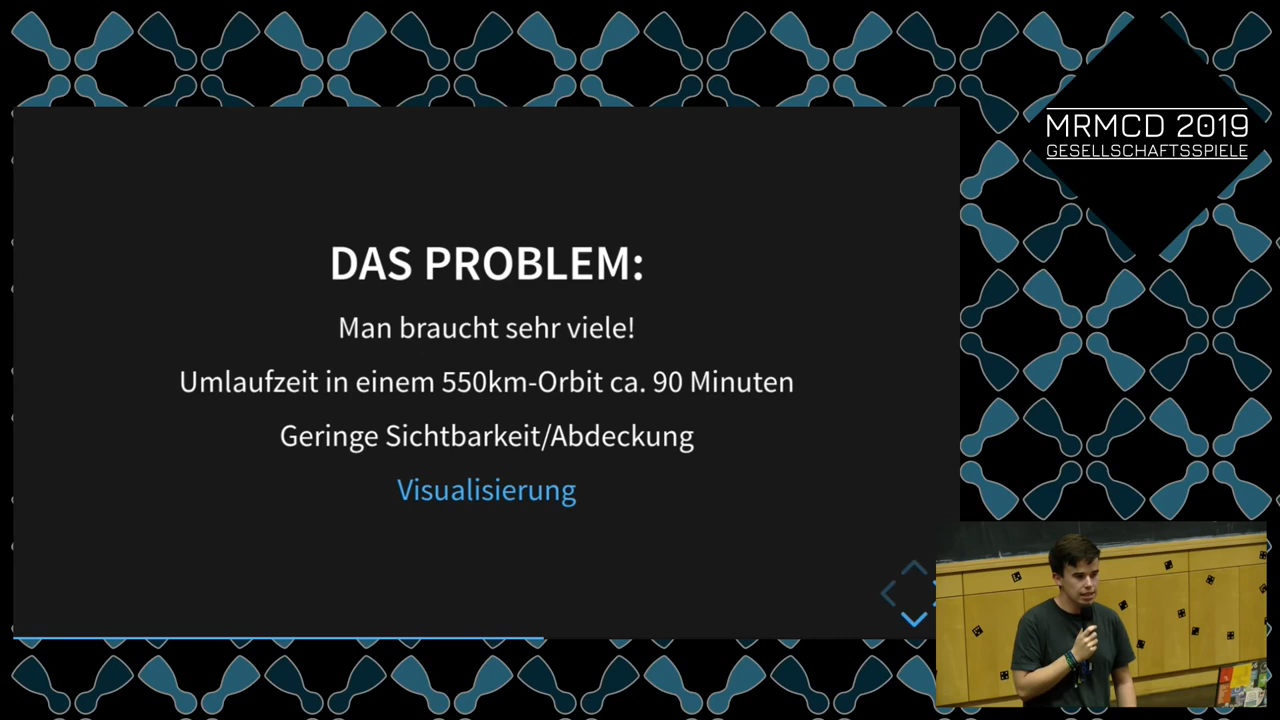 MRMCD 2019
GESELLSCHAFTSSPIELE
DAS PROBLEM:
Man braucht sehr viele!
Umlaufzeit in einem 550km-Orbit ca. 90 Minuten
Geringe Sichtbarkeit/Abdeckung
Visualisierung